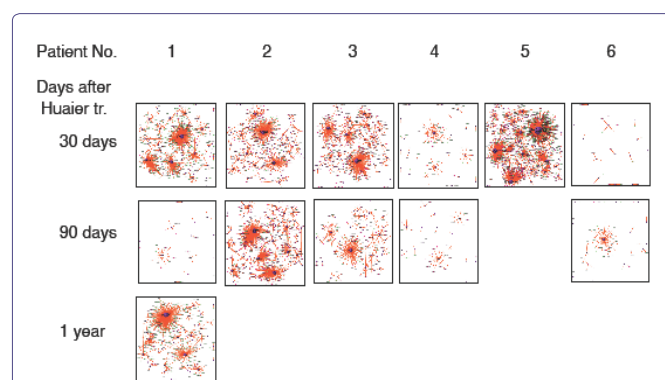 Patient No. 1 2 3 4 5 6
Days after
Huaier tr.
30 days
90 days
1 year